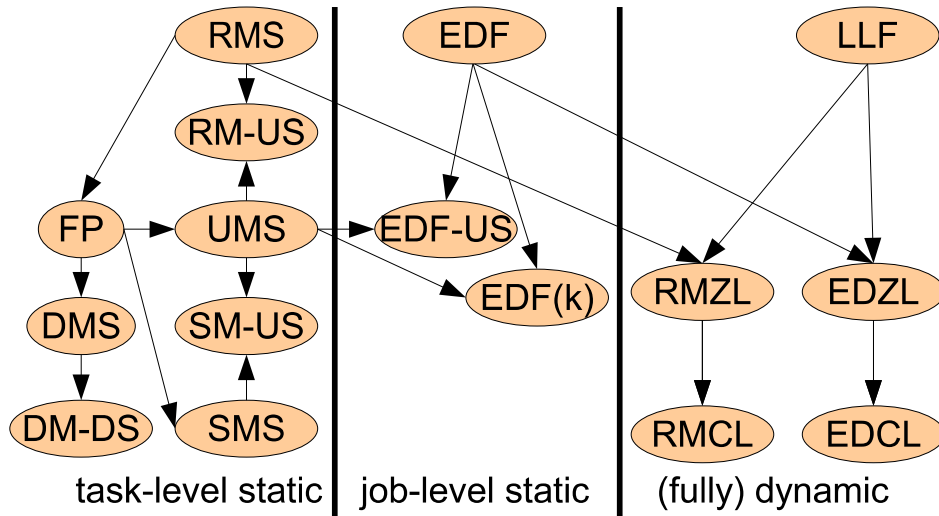 RMS
EDF
LLF
RM-US
FP
UMS
EDF-US
EDF(k)
RMZL
EDZL
DMS
SM-US
DM-DS
SMS
RMCL
EDCL
task-level static
job-level static
(fully) dynamic